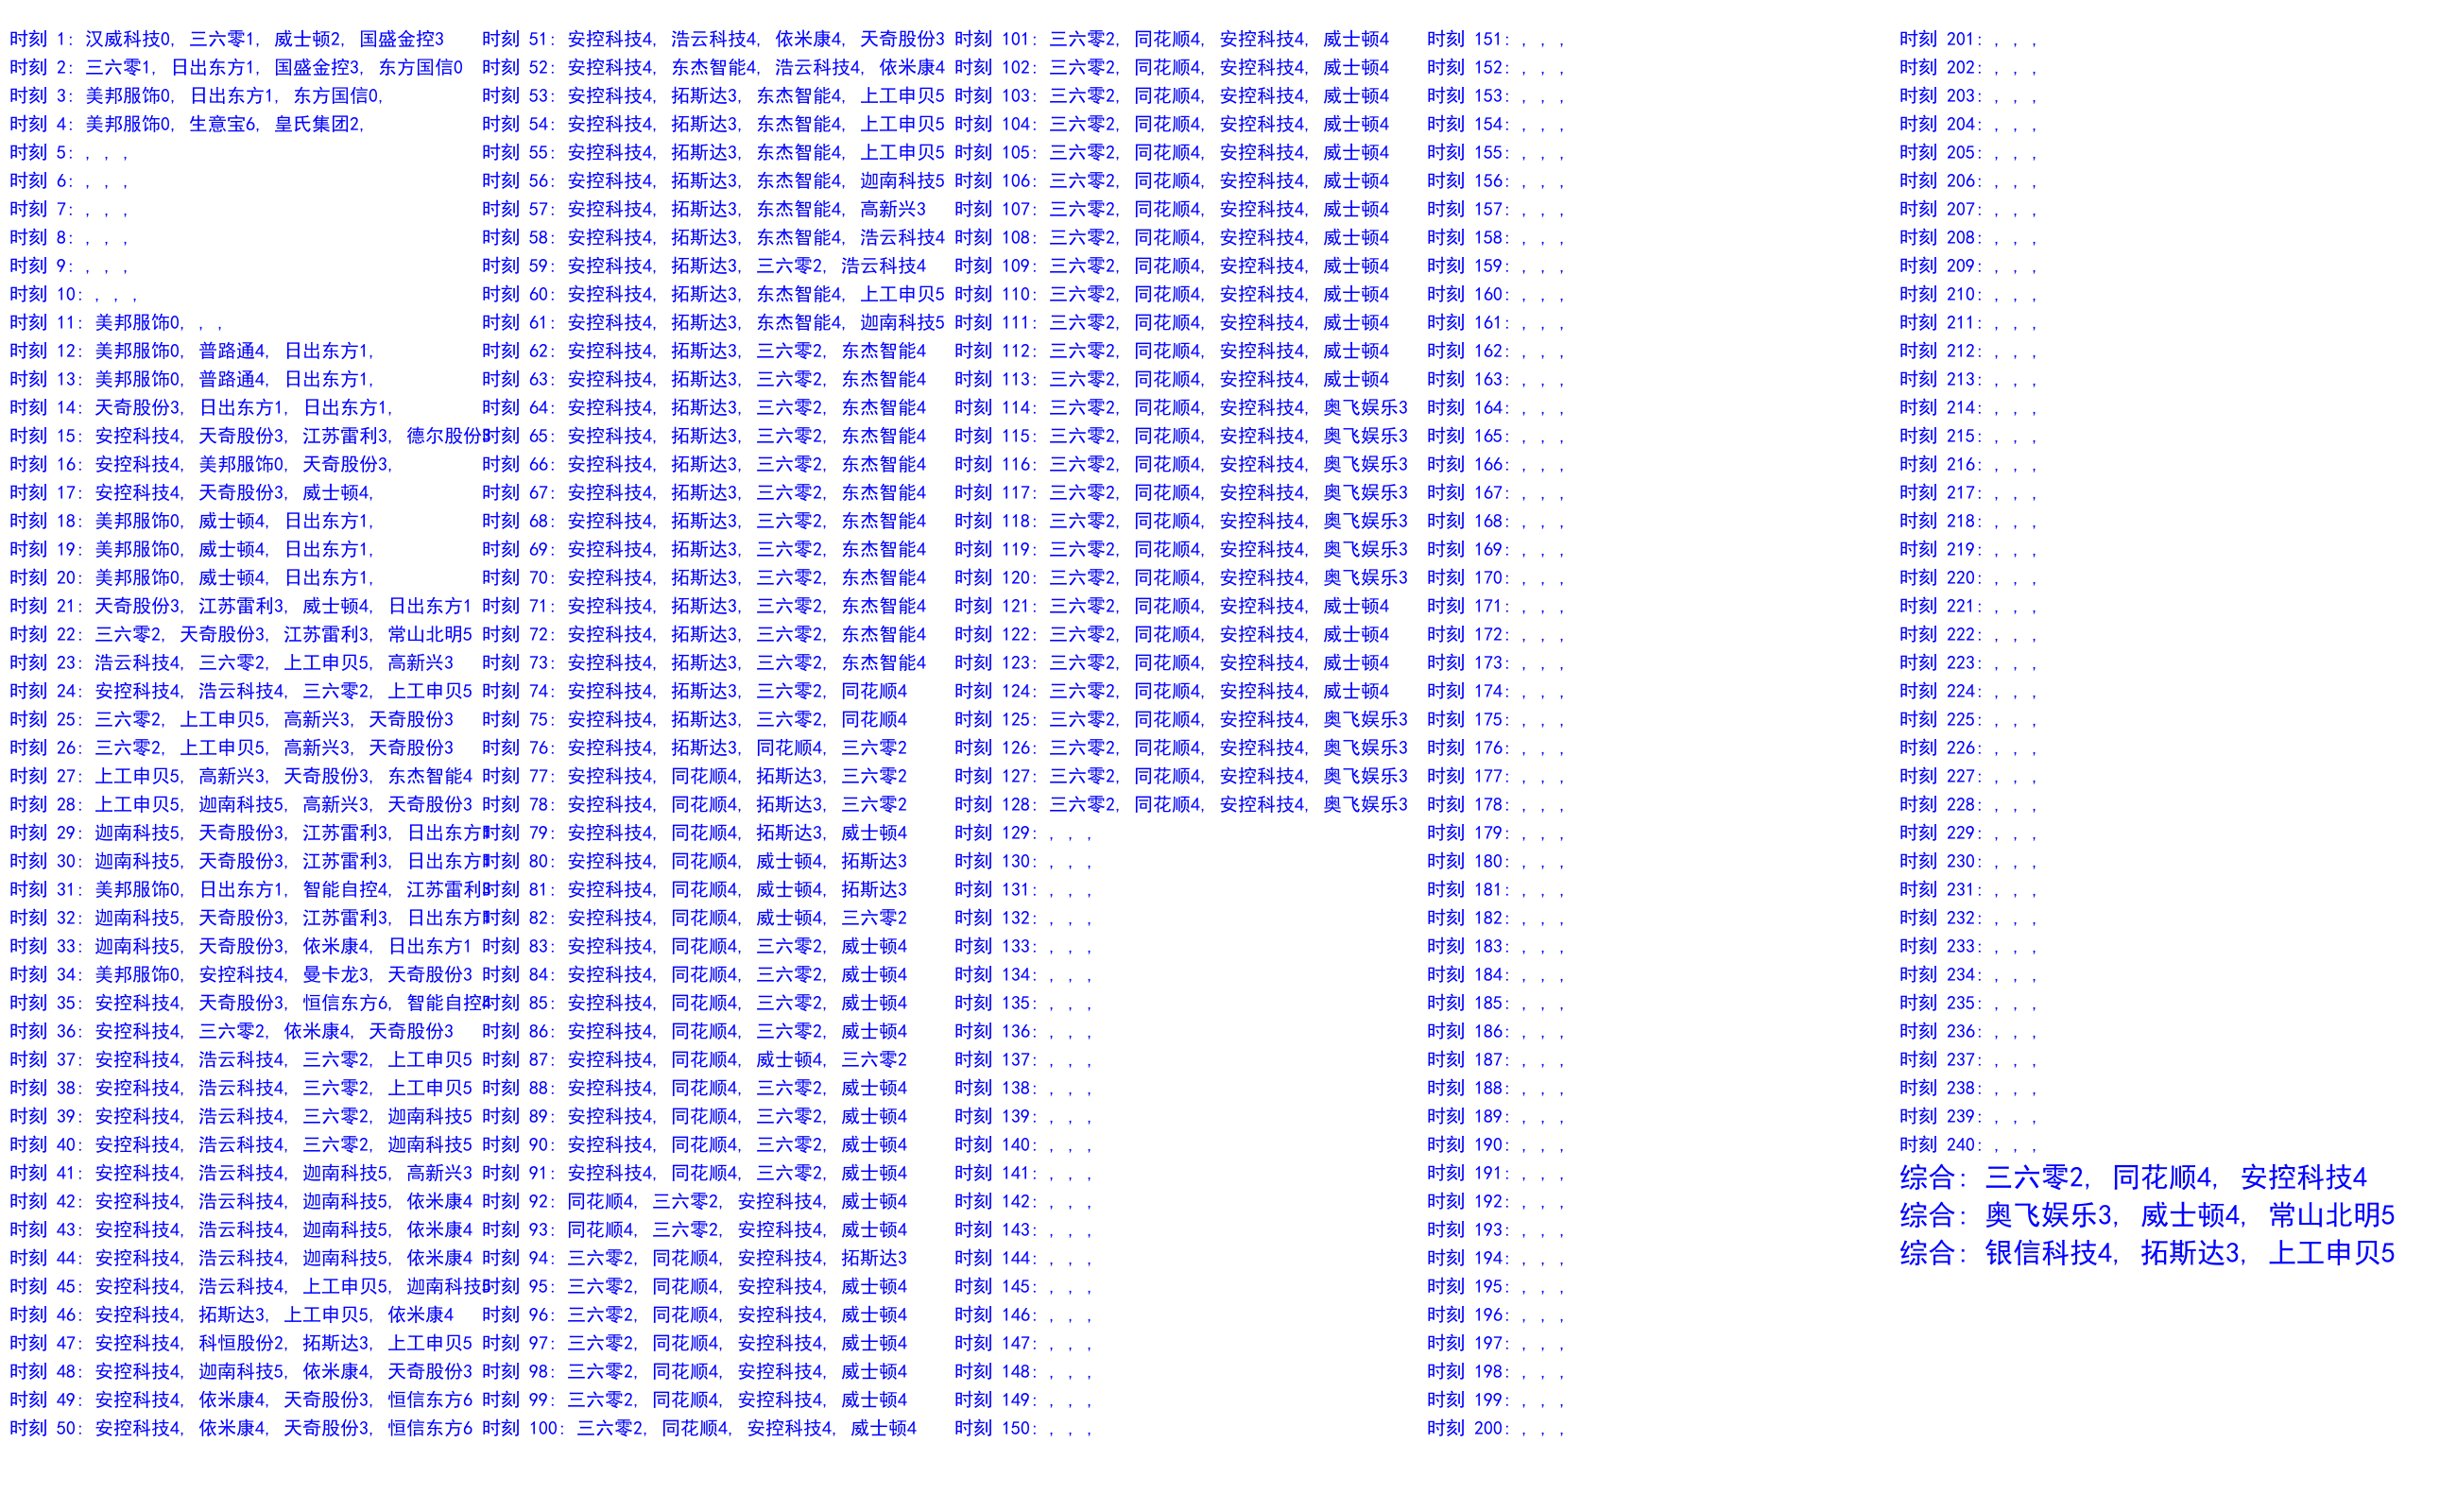 时刻 1: 汉威科技0, 三六零1, 威士顿2, 国盛金控3
时刻 2: 三六零1, 日出东方1, 国盛金控3, 东方国信0
时刻 3: 美邦服饰0, 日出东方1, 东方国信0,
时刻 4: 美邦服饰0, 生意宝6, 皇氏集团2,
时刻 5: , , ,
时刻 6: , , ,
时刻 7: , , ,
时刻 8: , , ,
时刻 9: , , ,
时刻 10: , , ,
时刻 11: 美邦服饰0, , ,
时刻 12: 美邦服饰0, 普路通4, 日出东方1,
时刻 13: 美邦服饰0, 普路通4, 日出东方1,
时刻 14: 天奇股份3, 日出东方1, 日出东方1,
时刻 15: 安控科技4, 天奇股份3, 江苏雷利3, 德尔股份3
时刻 16: 安控科技4, 美邦服饰0, 天奇股份3,
时刻 17: 安控科技4, 天奇股份3, 威士顿4,
时刻 18: 美邦服饰0, 威士顿4, 日出东方1,
时刻 19: 美邦服饰0, 威士顿4, 日出东方1,
时刻 20: 美邦服饰0, 威士顿4, 日出东方1,
时刻 21: 天奇股份3, 江苏雷利3, 威士顿4, 日出东方1
时刻 22: 三六零2, 天奇股份3, 江苏雷利3, 常山北明5
时刻 23: 浩云科技4, 三六零2, 上工申贝5, 高新兴3
时刻 24: 安控科技4, 浩云科技4, 三六零2, 上工申贝5
时刻 25: 三六零2, 上工申贝5, 高新兴3, 天奇股份3
时刻 26: 三六零2, 上工申贝5, 高新兴3, 天奇股份3
时刻 27: 上工申贝5, 高新兴3, 天奇股份3, 东杰智能4
时刻 28: 上工申贝5, 迦南科技5, 高新兴3, 天奇股份3
时刻 29: 迦南科技5, 天奇股份3, 江苏雷利3, 日出东方1
时刻 30: 迦南科技5, 天奇股份3, 江苏雷利3, 日出东方1
时刻 31: 美邦服饰0, 日出东方1, 智能自控4, 江苏雷利3
时刻 32: 迦南科技5, 天奇股份3, 江苏雷利3, 日出东方1
时刻 33: 迦南科技5, 天奇股份3, 依米康4, 日出东方1
时刻 34: 美邦服饰0, 安控科技4, 曼卡龙3, 天奇股份3
时刻 35: 安控科技4, 天奇股份3, 恒信东方6, 智能自控4
时刻 36: 安控科技4, 三六零2, 依米康4, 天奇股份3
时刻 37: 安控科技4, 浩云科技4, 三六零2, 上工申贝5
时刻 38: 安控科技4, 浩云科技4, 三六零2, 上工申贝5
时刻 39: 安控科技4, 浩云科技4, 三六零2, 迦南科技5
时刻 40: 安控科技4, 浩云科技4, 三六零2, 迦南科技5
时刻 41: 安控科技4, 浩云科技4, 迦南科技5, 高新兴3
时刻 42: 安控科技4, 浩云科技4, 迦南科技5, 依米康4
时刻 43: 安控科技4, 浩云科技4, 迦南科技5, 依米康4
时刻 44: 安控科技4, 浩云科技4, 迦南科技5, 依米康4
时刻 45: 安控科技4, 浩云科技4, 上工申贝5, 迦南科技5
时刻 46: 安控科技4, 拓斯达3, 上工申贝5, 依米康4
时刻 47: 安控科技4, 科恒股份2, 拓斯达3, 上工申贝5
时刻 48: 安控科技4, 迦南科技5, 依米康4, 天奇股份3
时刻 49: 安控科技4, 依米康4, 天奇股份3, 恒信东方6
时刻 50: 安控科技4, 依米康4, 天奇股份3, 恒信东方6
时刻 51: 安控科技4, 浩云科技4, 依米康4, 天奇股份3
时刻 52: 安控科技4, 东杰智能4, 浩云科技4, 依米康4
时刻 53: 安控科技4, 拓斯达3, 东杰智能4, 上工申贝5
时刻 54: 安控科技4, 拓斯达3, 东杰智能4, 上工申贝5
时刻 55: 安控科技4, 拓斯达3, 东杰智能4, 上工申贝5
时刻 56: 安控科技4, 拓斯达3, 东杰智能4, 迦南科技5
时刻 57: 安控科技4, 拓斯达3, 东杰智能4, 高新兴3
时刻 58: 安控科技4, 拓斯达3, 东杰智能4, 浩云科技4
时刻 59: 安控科技4, 拓斯达3, 三六零2, 浩云科技4
时刻 60: 安控科技4, 拓斯达3, 东杰智能4, 上工申贝5
时刻 61: 安控科技4, 拓斯达3, 东杰智能4, 迦南科技5
时刻 62: 安控科技4, 拓斯达3, 三六零2, 东杰智能4
时刻 63: 安控科技4, 拓斯达3, 三六零2, 东杰智能4
时刻 64: 安控科技4, 拓斯达3, 三六零2, 东杰智能4
时刻 65: 安控科技4, 拓斯达3, 三六零2, 东杰智能4
时刻 66: 安控科技4, 拓斯达3, 三六零2, 东杰智能4
时刻 67: 安控科技4, 拓斯达3, 三六零2, 东杰智能4
时刻 68: 安控科技4, 拓斯达3, 三六零2, 东杰智能4
时刻 69: 安控科技4, 拓斯达3, 三六零2, 东杰智能4
时刻 70: 安控科技4, 拓斯达3, 三六零2, 东杰智能4
时刻 71: 安控科技4, 拓斯达3, 三六零2, 东杰智能4
时刻 72: 安控科技4, 拓斯达3, 三六零2, 东杰智能4
时刻 73: 安控科技4, 拓斯达3, 三六零2, 东杰智能4
时刻 74: 安控科技4, 拓斯达3, 三六零2, 同花顺4
时刻 75: 安控科技4, 拓斯达3, 三六零2, 同花顺4
时刻 76: 安控科技4, 拓斯达3, 同花顺4, 三六零2
时刻 77: 安控科技4, 同花顺4, 拓斯达3, 三六零2
时刻 78: 安控科技4, 同花顺4, 拓斯达3, 三六零2
时刻 79: 安控科技4, 同花顺4, 拓斯达3, 威士顿4
时刻 80: 安控科技4, 同花顺4, 威士顿4, 拓斯达3
时刻 81: 安控科技4, 同花顺4, 威士顿4, 拓斯达3
时刻 82: 安控科技4, 同花顺4, 威士顿4, 三六零2
时刻 83: 安控科技4, 同花顺4, 三六零2, 威士顿4
时刻 84: 安控科技4, 同花顺4, 三六零2, 威士顿4
时刻 85: 安控科技4, 同花顺4, 三六零2, 威士顿4
时刻 86: 安控科技4, 同花顺4, 三六零2, 威士顿4
时刻 87: 安控科技4, 同花顺4, 威士顿4, 三六零2
时刻 88: 安控科技4, 同花顺4, 三六零2, 威士顿4
时刻 89: 安控科技4, 同花顺4, 三六零2, 威士顿4
时刻 90: 安控科技4, 同花顺4, 三六零2, 威士顿4
时刻 91: 安控科技4, 同花顺4, 三六零2, 威士顿4
时刻 92: 同花顺4, 三六零2, 安控科技4, 威士顿4
时刻 93: 同花顺4, 三六零2, 安控科技4, 威士顿4
时刻 94: 三六零2, 同花顺4, 安控科技4, 拓斯达3
时刻 95: 三六零2, 同花顺4, 安控科技4, 威士顿4
时刻 96: 三六零2, 同花顺4, 安控科技4, 威士顿4
时刻 97: 三六零2, 同花顺4, 安控科技4, 威士顿4
时刻 98: 三六零2, 同花顺4, 安控科技4, 威士顿4
时刻 99: 三六零2, 同花顺4, 安控科技4, 威士顿4
时刻 100: 三六零2, 同花顺4, 安控科技4, 威士顿4
时刻 101: 三六零2, 同花顺4, 安控科技4, 威士顿4
时刻 102: 三六零2, 同花顺4, 安控科技4, 威士顿4
时刻 103: 三六零2, 同花顺4, 安控科技4, 威士顿4
时刻 104: 三六零2, 同花顺4, 安控科技4, 威士顿4
时刻 105: 三六零2, 同花顺4, 安控科技4, 威士顿4
时刻 106: 三六零2, 同花顺4, 安控科技4, 威士顿4
时刻 107: 三六零2, 同花顺4, 安控科技4, 威士顿4
时刻 108: 三六零2, 同花顺4, 安控科技4, 威士顿4
时刻 109: 三六零2, 同花顺4, 安控科技4, 威士顿4
时刻 110: 三六零2, 同花顺4, 安控科技4, 威士顿4
时刻 111: 三六零2, 同花顺4, 安控科技4, 威士顿4
时刻 112: 三六零2, 同花顺4, 安控科技4, 威士顿4
时刻 113: 三六零2, 同花顺4, 安控科技4, 威士顿4
时刻 114: 三六零2, 同花顺4, 安控科技4, 奥飞娱乐3
时刻 115: 三六零2, 同花顺4, 安控科技4, 奥飞娱乐3
时刻 116: 三六零2, 同花顺4, 安控科技4, 奥飞娱乐3
时刻 117: 三六零2, 同花顺4, 安控科技4, 奥飞娱乐3
时刻 118: 三六零2, 同花顺4, 安控科技4, 奥飞娱乐3
时刻 119: 三六零2, 同花顺4, 安控科技4, 奥飞娱乐3
时刻 120: 三六零2, 同花顺4, 安控科技4, 奥飞娱乐3
时刻 121: 三六零2, 同花顺4, 安控科技4, 威士顿4
时刻 122: 三六零2, 同花顺4, 安控科技4, 威士顿4
时刻 123: 三六零2, 同花顺4, 安控科技4, 威士顿4
时刻 124: 三六零2, 同花顺4, 安控科技4, 威士顿4
时刻 125: 三六零2, 同花顺4, 安控科技4, 奥飞娱乐3
时刻 126: 三六零2, 同花顺4, 安控科技4, 奥飞娱乐3
时刻 127: 三六零2, 同花顺4, 安控科技4, 奥飞娱乐3
时刻 128: 三六零2, 同花顺4, 安控科技4, 奥飞娱乐3
时刻 129: , , ,
时刻 130: , , ,
时刻 131: , , ,
时刻 132: , , ,
时刻 133: , , ,
时刻 134: , , ,
时刻 135: , , ,
时刻 136: , , ,
时刻 137: , , ,
时刻 138: , , ,
时刻 139: , , ,
时刻 140: , , ,
时刻 141: , , ,
时刻 142: , , ,
时刻 143: , , ,
时刻 144: , , ,
时刻 145: , , ,
时刻 146: , , ,
时刻 147: , , ,
时刻 148: , , ,
时刻 149: , , ,
时刻 150: , , ,
时刻 151: , , ,
时刻 152: , , ,
时刻 153: , , ,
时刻 154: , , ,
时刻 155: , , ,
时刻 156: , , ,
时刻 157: , , ,
时刻 158: , , ,
时刻 159: , , ,
时刻 160: , , ,
时刻 161: , , ,
时刻 162: , , ,
时刻 163: , , ,
时刻 164: , , ,
时刻 165: , , ,
时刻 166: , , ,
时刻 167: , , ,
时刻 168: , , ,
时刻 169: , , ,
时刻 170: , , ,
时刻 171: , , ,
时刻 172: , , ,
时刻 173: , , ,
时刻 174: , , ,
时刻 175: , , ,
时刻 176: , , ,
时刻 177: , , ,
时刻 178: , , ,
时刻 179: , , ,
时刻 180: , , ,
时刻 181: , , ,
时刻 182: , , ,
时刻 183: , , ,
时刻 184: , , ,
时刻 185: , , ,
时刻 186: , , ,
时刻 187: , , ,
时刻 188: , , ,
时刻 189: , , ,
时刻 190: , , ,
时刻 191: , , ,
时刻 192: , , ,
时刻 193: , , ,
时刻 194: , , ,
时刻 195: , , ,
时刻 196: , , ,
时刻 197: , , ,
时刻 198: , , ,
时刻 199: , , ,
时刻 200: , , ,
时刻 201: , , ,
时刻 202: , , ,
时刻 203: , , ,
时刻 204: , , ,
时刻 205: , , ,
时刻 206: , , ,
时刻 207: , , ,
时刻 208: , , ,
时刻 209: , , ,
时刻 210: , , ,
时刻 211: , , ,
时刻 212: , , ,
时刻 213: , , ,
时刻 214: , , ,
时刻 215: , , ,
时刻 216: , , ,
时刻 217: , , ,
时刻 218: , , ,
时刻 219: , , ,
时刻 220: , , ,
时刻 221: , , ,
时刻 222: , , ,
时刻 223: , , ,
时刻 224: , , ,
时刻 225: , , ,
时刻 226: , , ,
时刻 227: , , ,
时刻 228: , , ,
时刻 229: , , ,
时刻 230: , , ,
时刻 231: , , ,
时刻 232: , , ,
时刻 233: , , ,
时刻 234: , , ,
时刻 235: , , ,
时刻 236: , , ,
时刻 237: , , ,
时刻 238: , , ,
时刻 239: , , ,
时刻 240: , , ,
综合: 三六零2, 同花顺4, 安控科技4
综合: 奥飞娱乐3, 威士顿4, 常山北明5
综合: 银信科技4, 拓斯达3, 上工申贝5